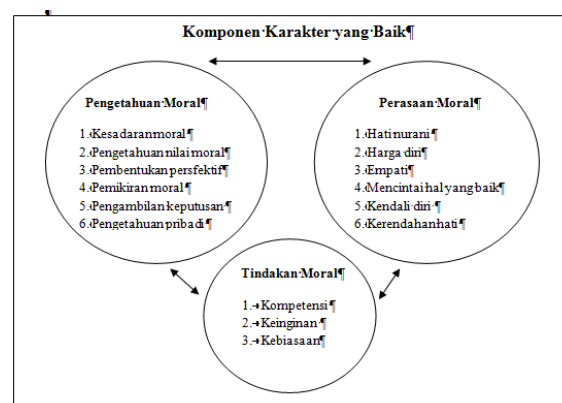 Komponen Karakter yang Baik
Pengetahuan Moral
1. Kesadaran moral
2. Pengetahuan nilai moral
3. Pembentukan persfektif
4. Pemikiran moral
5. Pengambilan keputusan
6. Pengetahuan pribadi
Perasaan Moral
1. Hati nurani
2. Harga diri
3. Empati
4. Mencintai hal yang baik
5. Kendali diri
6. Kerendahan hati
Tindakan Moral
1. Kompetensi
2. Keinginan
3. Kebiasaan